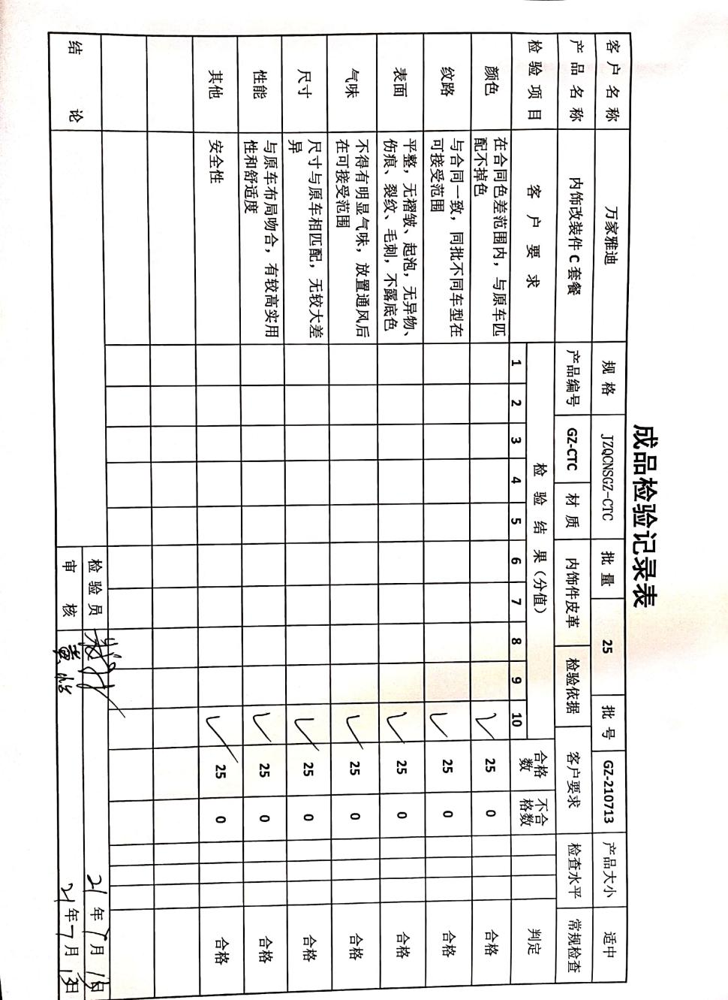 成品检验记录表
客户名称 万家雅迪 规格 JZQCNSGZ-CTC 批量 25 批号 GZ-210713 产品大小 适中
产品名称 内饰改装件C套餐 产品编号 GZ-CTC 材质 内饰件皮革 检验依据 客户要求 检查水平 常规检查
检验项目 客户要求 检验结果(分值) 合格数 不合格数 判定
1 2 3 4 5 6 7 8 9 10
颜色 在合同色差范围内，与原车匹 ✓ 25 0 合格
配不掉色
纹路 与合同一致，同批不同车型在 ✓ 25 0 合格
可接受范围
表面 平整，无褶皱、起泡，无异物、 ✓ 25 0 合格
伤痕、裂纹、毛刺，不露底色
气味 不得有明显气味，放置通风后 ✓ 25 0 合格
在可接受范围
尺寸 尺寸与原车相匹配，无较大差 ✓ 25 0 合格
异
性能 与原车布局吻合，有较高实用 ✓ 25 0 合格
性和舒适度
其他 安全性 ✓ 25 0 合格
结论
检验员 21年7月13日
审核 21年7月13日